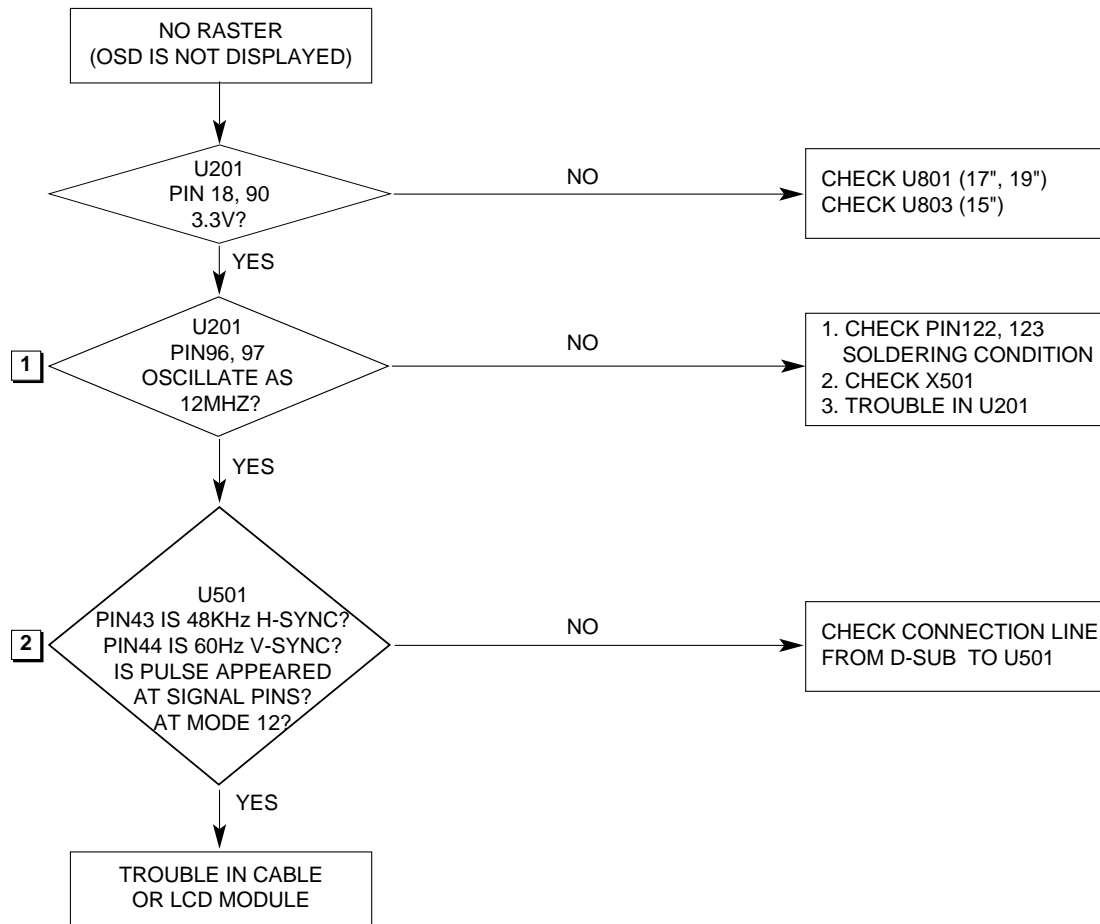 NO RASTER
(OSD IS NOT DISPLAYED)
U201
PIN 18, 90
3.3V?
NO
CHECK U801 (17", 19")
CHECK U803 (15")
YES
1
U201
PIN96, 97
OSCILLATE AS
12MHZ?
NO
1. CHECK PIN122, 123
SOLDERING CONDITION
2. CHECK X501
3. TROUBLE IN U201
YES
2
U501
PIN43 IS 48KHz H-SYNC?
PIN44 IS 60Hz V-SYNC?
IS PULSE APPEARED
AT SIGNAL PINS?
AT MODE 12?
NO
CHECK CONNECTION LINE
FROM D-SUB TO U501
YES
TROUBLE IN CABLE
OR LCD MODULE